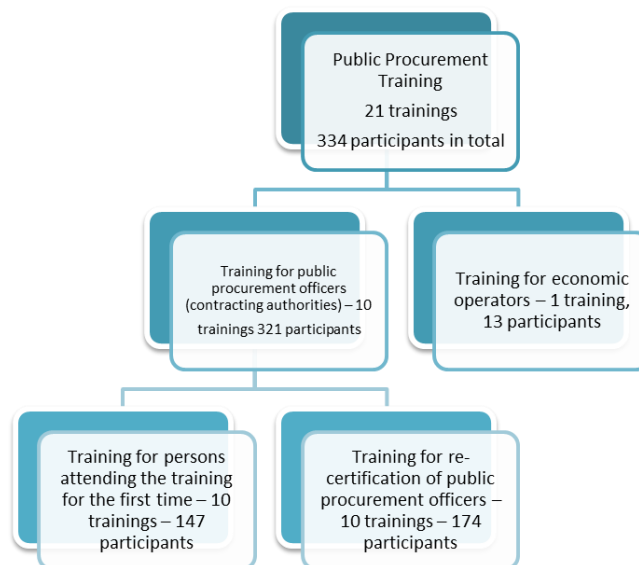 Public Procurement
Training
21 trainings
334 participants in total
Training for public
procurement officers
(contracting authorities) – 10
trainings 321 participants
Training for economic
operators – 1 training,
13 participants
Training for persons
attending the training
for the first time – 10
trainings – 147
participants
Training for re-
certification of public
procurement officers –
10 trainings – 174
participants